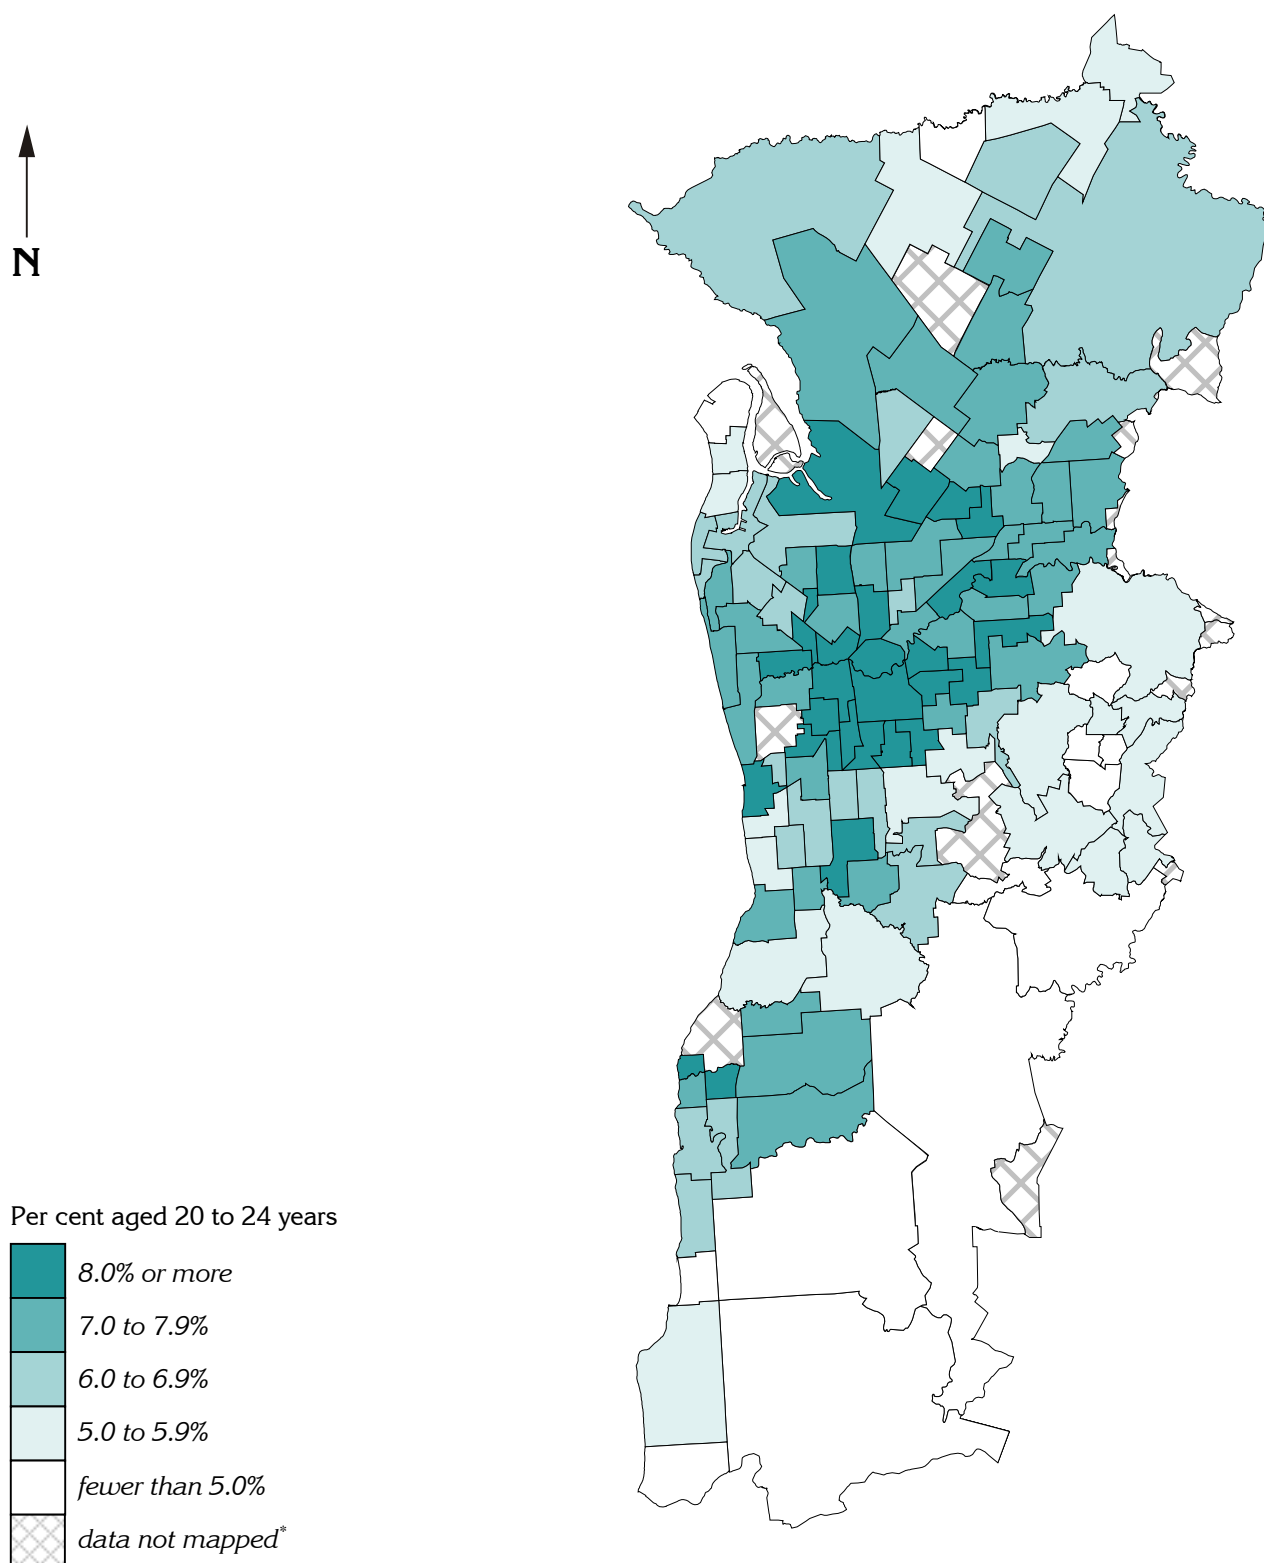 N
Per cent aged 20 to 24 years
8.0% or more
7.0 to 7.9%
6.0 to 6.9%
5.0 to 5.9%
fewer than 5.0%
data not mapped*